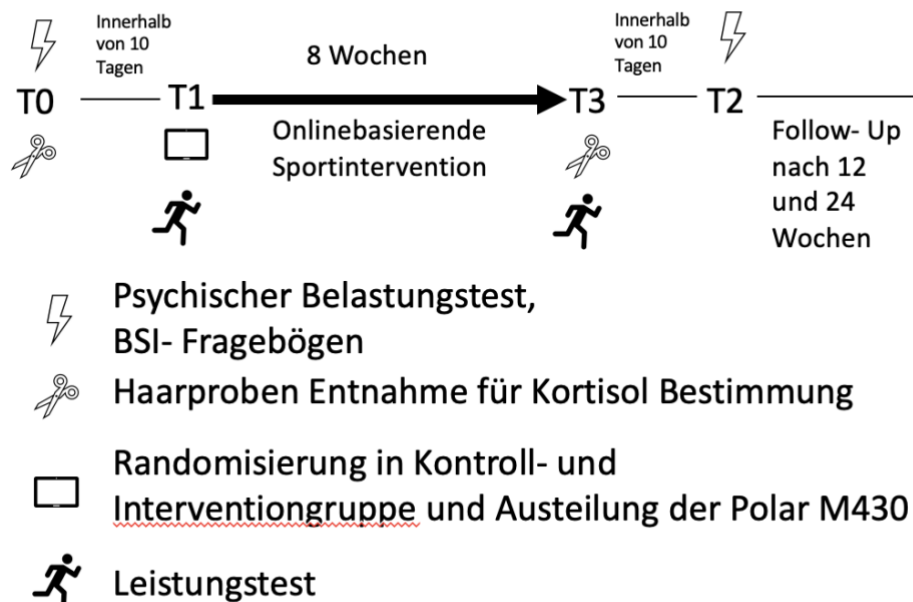 Innerhalb
von 10
Tagen
8 Wochen
Innerhalb
von 10
Tagen
T0
T1
T3
T2
Onlinebasierende
Sportintervention
Follow- Up
nach 12
und 24
Wochen
Psychischer Belastungstest,
BSI- Fragebögen
Haarproben Entnahme für Kortisol Bestimmung
Randomisierung in Kontroll- und
Interventiongruppe und Austeilung der Polar M430
Leistungstest